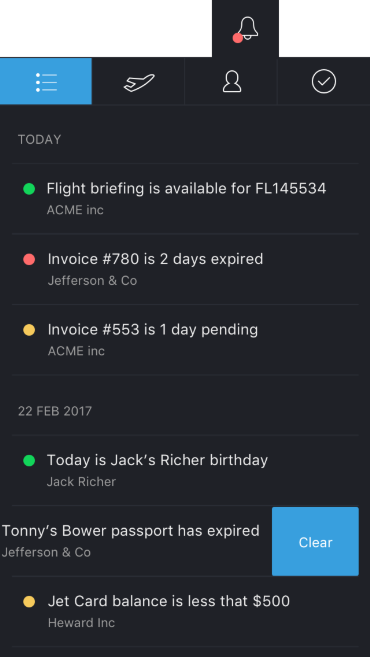 TODAY
Flight briefing is available for FL145534
ACME inc
Invoice #780 is 2 days expired
Jefferson & Co
Invoice #553 is 1 day pending
ACME inc
22 FEB 2017
Today is Jack’s Richer birthday
Jack Richer
Tonny’s Bower passport has expired
Jefferson & Co
Clear
Jet Card balance is less that $500
Heward Inc